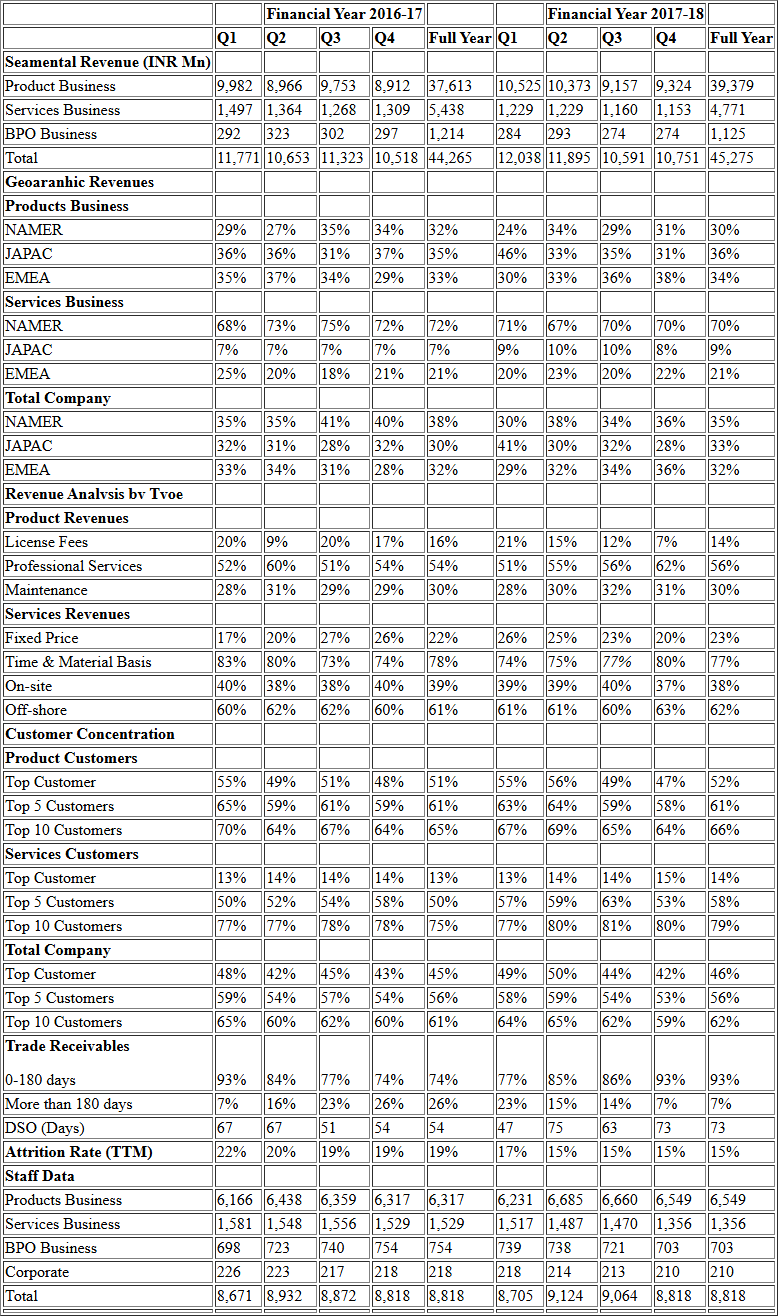 Financial Year 2016-17 Financial Year 2017-18
Q1 Q2 Q3 Q4 Full Year Q1 Q2 Q3 Q4 Full Year
Seamental Revenue (INR Mn)
Product Business 9,982 8,966 9,753 8,912 37,613 10,525 10,373 9,157 9,324 39,379
Services Business 1,497 1,364 1,268 1,309 5,438 1,229 1,229 1,160 1,153 4,771
BPO Business 292 323 302 297 1,214 284 293 274 274 1,125
Total 11,771 10,653 11,323 10,518 44,265 12,038 11,895 10,591 10,751 45,275
Geoaranhic Revenues
Products Business
NAMER 29% 27% 35% 34% 32% 24% 34% 29% 31% 30%
JAPAC 36% 36% 31% 37% 35% 46% 33% 35% 31% 36%
EMEA 35% 37% 34% 29% 33% 30% 33% 36% 38% 34%
Services Business
NAMER 68% 73% 75% 72% 72% 71% 67% 70% 70% 70%
JAPAC 7% 7% 7% 7% 7% 9% 10% 10% 8% 9%
EMEA 25% 20% 18% 21% 21% 20% 23% 20% 22% 21%
Total Company
NAMER 35% 35% 41% 40% 38% 30% 38% 34% 36% 35%
JAPAC 32% 31% 28% 32% 30% 41% 30% 32% 28% 33%
EMEA 33% 34% 31% 28% 32% 29% 32% 34% 36% 32%
Revenue Analvsis bv Tvoe
Product Revenues
License Fees 20% 9% 20% 17% 16% 21% 15% 12% 7% 14%
Professional Services 52% 60% 51% 54% 54% 51% 55% 56% 62% 56%
Maintenance 28% 31% 29% 29% 30% 28% 30% 32% 31% 30%
Services Revenues
Fixed Price 17% 20% 27% 26% 22% 26% 25% 23% 20% 23%
Time & Material Basis 83% 80% 73% 74% 78% 74% 75% 77% 80% 77%
On-site 40% 38% 38% 40% 39% 39% 39% 40% 37% 38%
Off-shore 60% 62% 62% 60% 61% 61% 61% 60% 63% 62%
Customer Concentration
Product Customers
Top Customer 55% 49% 51% 48% 51% 55% 56% 49% 47% 52%
Top 5 Customers 65% 59% 61% 59% 61% 63% 64% 59% 58% 61%
Top 10 Customers 70% 64% 67% 64% 65% 67% 69% 65% 64% 66%
Services Customers
Top Customer 13% 14% 14% 14% 13% 13% 14% 14% 15% 14%
Top 5 Customers 50% 52% 54% 58% 50% 57% 59% 63% 53% 58%
Top 10 Customers 77% 77% 78% 78% 75% 77% 80% 81% 80% 79%
Total Company
Top Customer 48% 42% 45% 43% 45% 49% 50% 44% 42% 46%
Top 5 Customers 59% 54% 57% 54% 56% 58% 59% 54% 53% 56%
Top 10 Customers 65% 60% 62% 60% 61% 64% 65% 62% 59% 62%
Trade Receivables
0-180 days 93% 84% 77% 74% 74% 77% 85% 86% 93% 93%
More than 180 days 7% 16% 23% 26% 26% 23% 15% 14% 7% 7%
DSO (Days) 67 67 51 54 54 47 75 63 73 73
Attrition Rate (TTM) 22% 20% 19% 19% 19% 17% 15% 15% 15% 15%
Staff Data
Products Business 6,166 6,438 6,359 6,317 6,317 6,231 6,685 6,660 6,549 6,549
Services Business 1,581 1,548 1,556 1,529 1,529 1,517 1,487 1,470 1,356 1,356
BPO Business 698 723 740 754 754 739 738 721 703 703
Corporate 226 223 217 218 218 218 214 213 210 210
Total 8,671 8,932 8,872 8,818 8,818 8,705 9,124 9,064 8,818 8,818